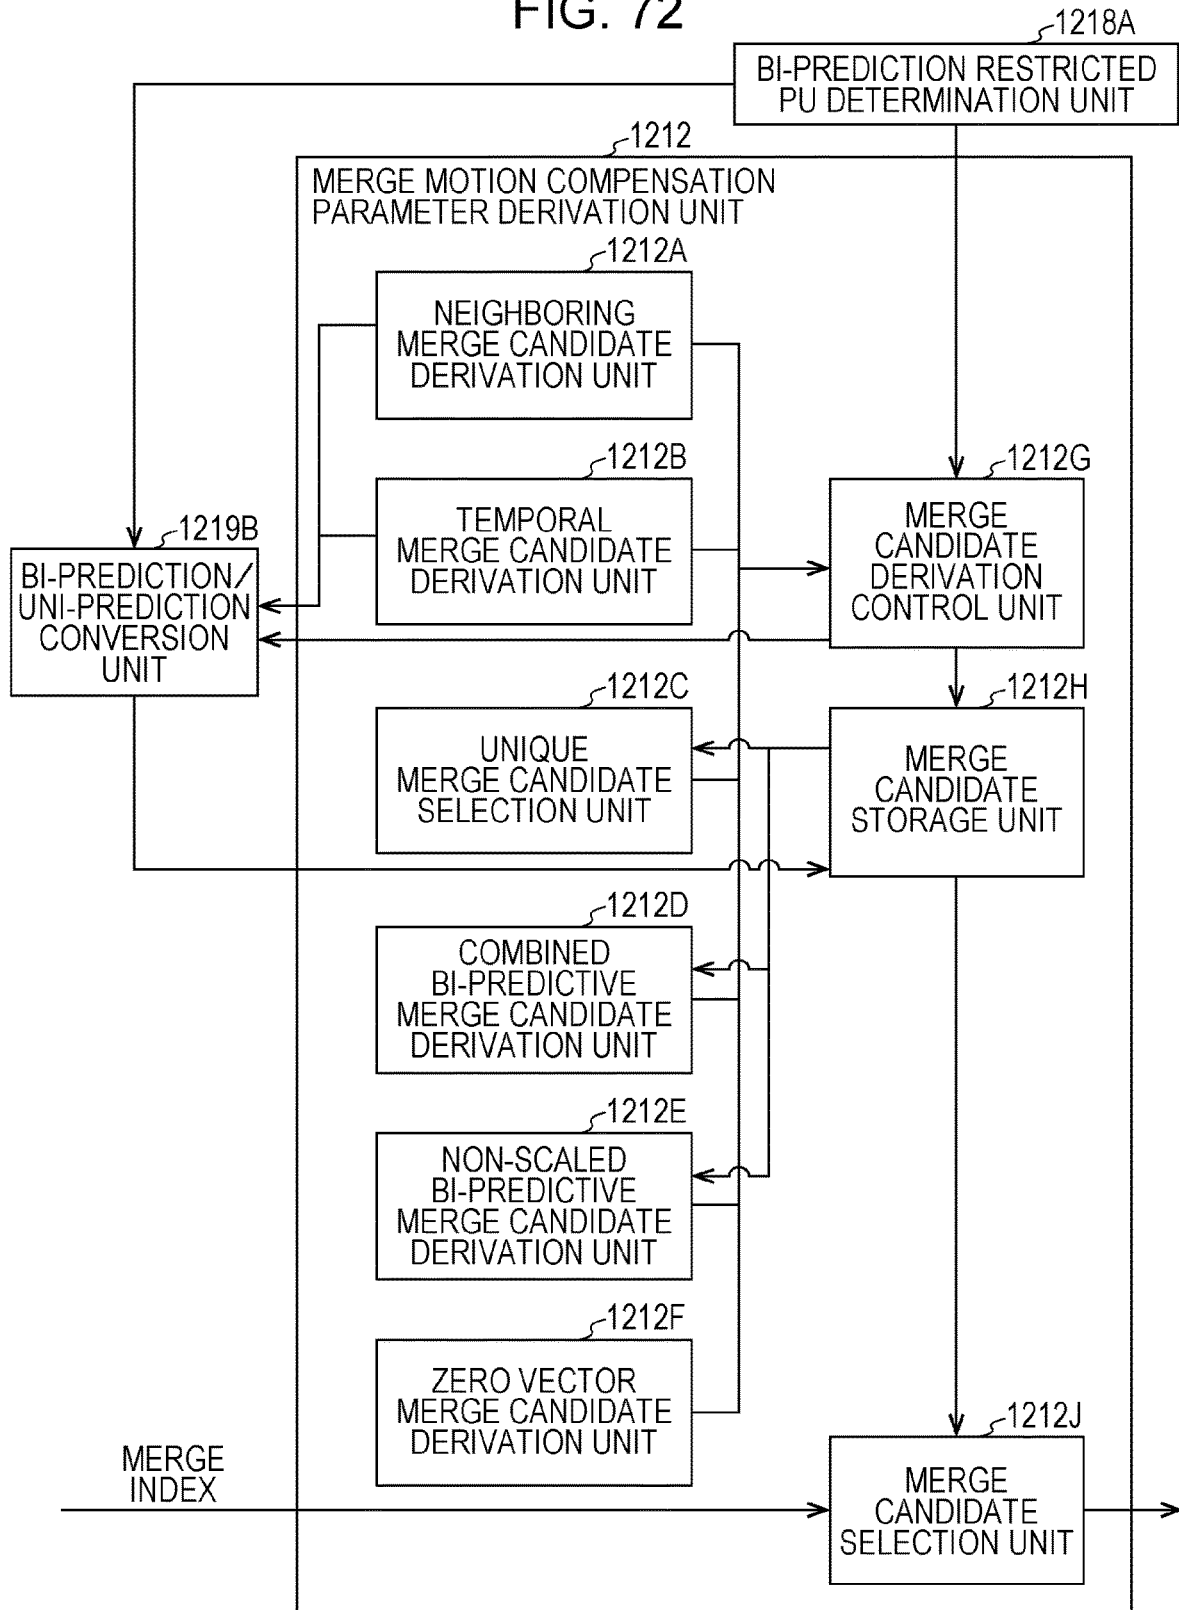 FIG. 72
1218A
BI-PREDICTION RESTRICTED
PU DETERMINATION UNIT
1212
MERGE MOTION COMPENSATION
PARAMETER DERIVATION UNIT
1212A
NEIGHBORING
MERGE CANDIDATE
DERIVATION UNIT
1212B
TEMPORAL
MERGE CANDIDATE
DERIVATION UNIT
1212G
MERGE
CANDIDATE
DERIVATION
CONTROL UNIT
1219B
BI-PREDICTION/
UNI-PREDICTION
CONVERSION
UNIT
1212C
UNIQUE
MERGE CANDIDATE
SELECTION UNIT
1212H
MERGE
CANDIDATE
STORAGE UNIT
1212D
COMBINED
BI-PREDICTIVE
MERGE CANDIDATE
DERIVATION UNIT
1212E
NON-SCALED
BI-PREDICTIVE
MERGE CANDIDATE
DERIVATION UNIT
1212F
ZERO VECTOR
MERGE CANDIDATE
DERIVATION UNIT
MERGE
INDEX
1212J
MERGE
CANDIDATE
SELECTION UNIT